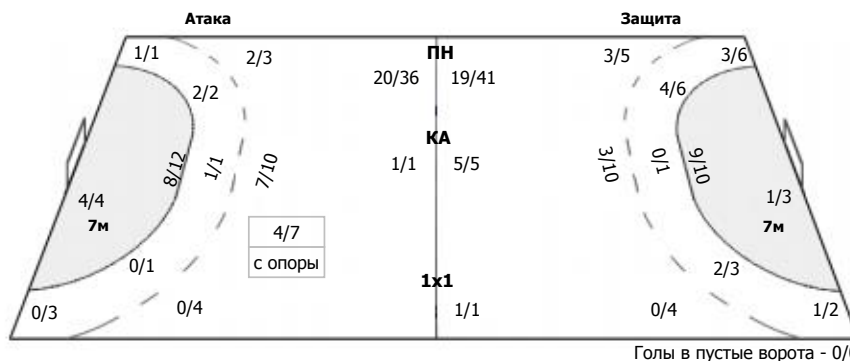 Атака Защита
1/1 2/3 ПН 3/5 3/6
20/36 19/41
2/2 4/6
КА
8/12 1/1 7/10 1/1 5/5 3/10 0/1 9/10
4/4 1/3
7м 7м
4/7
с опоры
0/1 2/3
1х1
0/3 0/4 1/1 0/4 1/2
Голы в пустые ворота -